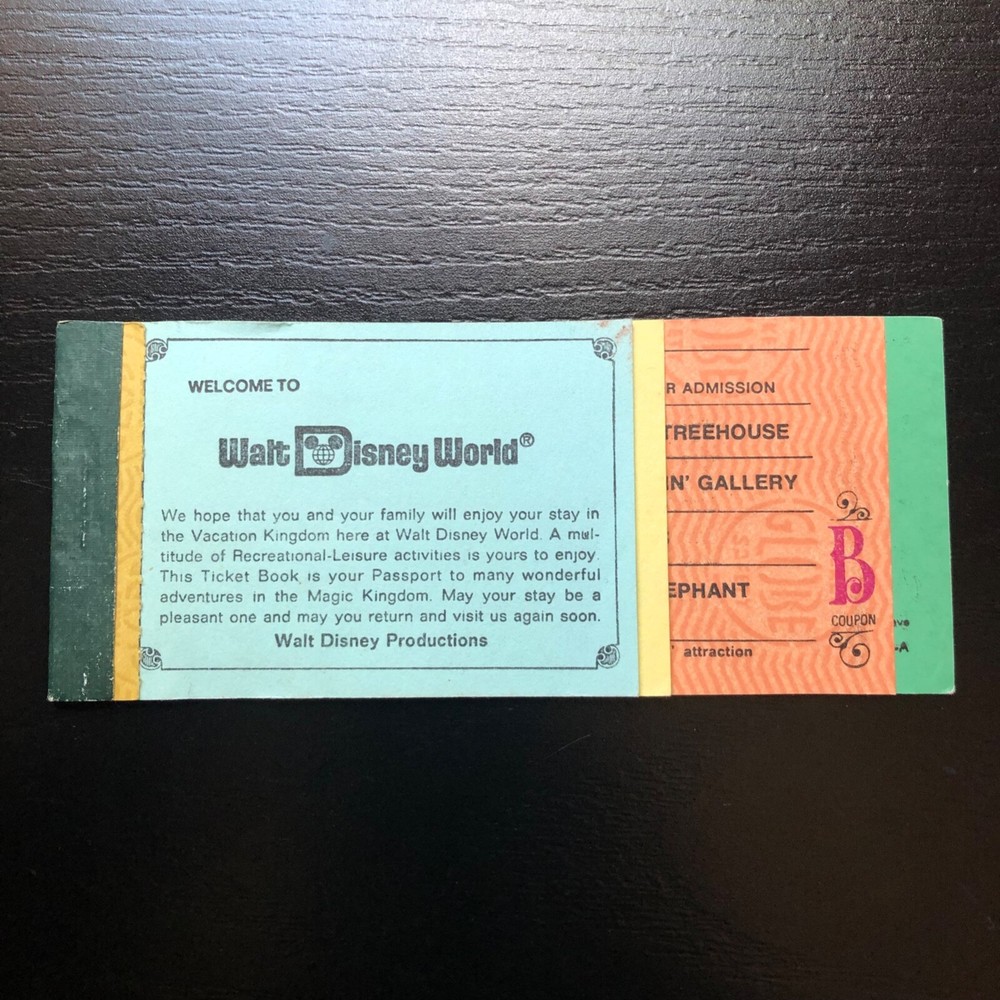 WELCOME TO
Walt Disney World®
We hope that you and your family will enjoy your stay in
the Vacation Kingdom here at Walt Disney World. A mul-
titude of Recreational-Leisure activities is yours to enjoy.
This Ticket Book is your Passport to many wonderful
adventures in the Magic Kingdom. May your stay be a
pleasant one and may you return and visit us again soon.
Walt Disney Productions
R ADMISSION
TREEHOUSE
IN' GALLERY
EPHANT
attraction
B
COUPON
ve
-A
GLOBE